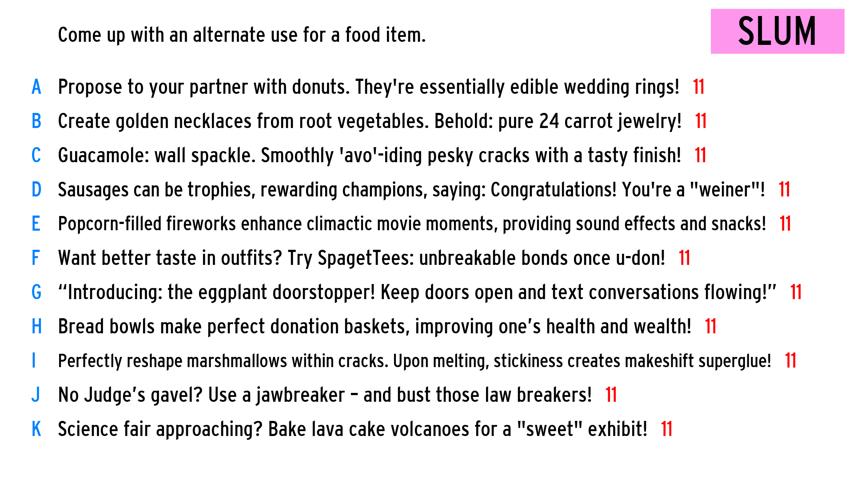 Come up with an alternate use for a food item.
SLUM
A Propose to your partner with donuts. They're essentially edible wedding rings! 11
B Create golden necklaces from root vegetables. Behold: pure 24 carrot jewelry! 11
C Guacamole: wall spackle. Smoothly 'avo'-iding pesky cracks with a tasty finish! 11
D Sausages can be trophies, rewarding champions, saying: Congratulations! You're a "weiner"! 11
E Popcorn-filled fireworks enhance climactic movie moments, providing sound effects and snacks! 11
F Want better taste in outfits? Try SpagetTees: unbreakable bonds once u-don! 11
G “Introducing: the eggplant doorstopper! Keep doors open and text conversations flowing!” 11
H Bread bowls make perfect donation baskets, improving one’s health and wealth! 11
I Perfectly reshape marshmallows within cracks. Upon melting, stickiness creates makeshift superglue! 11
J No Judge’s gavel? Use a jawbreaker – and bust those law breakers! 11
K Science fair approaching? Bake lava cake volcanoes for a "sweet" exhibit! 11